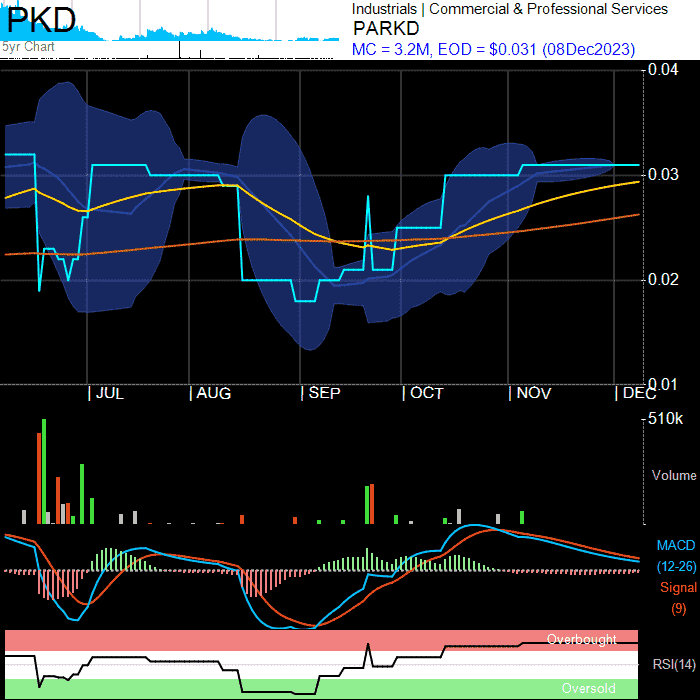 PKD
5yr Chart
Industrials | Commercial & Professional Services
PARKD
MC = 3.2M, EOD = $0.031 (08Dec2023)
0.04
0.03
0.02
0.01
JUL
AUG
SEP
OCT
NOV
DEC
510k
Volume
MACD
(12-26)
Signal
(9)
Overbought
RSI(14)
Oversold